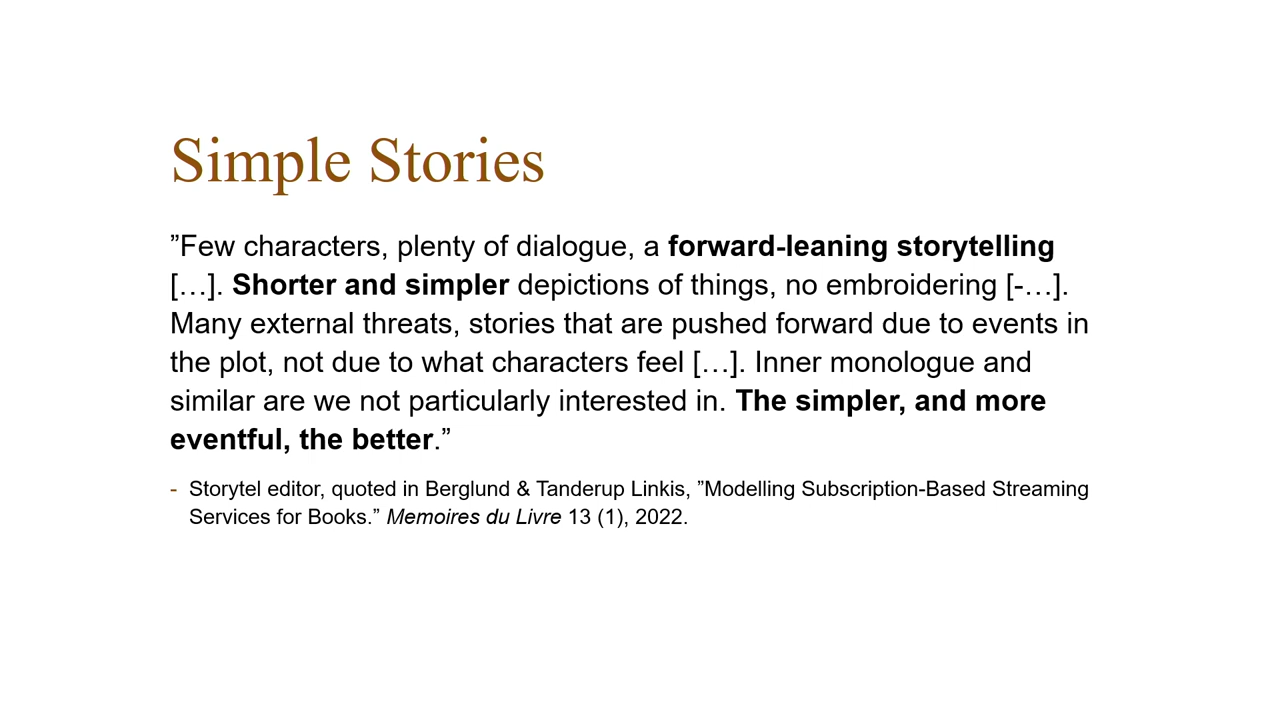 Simple Stories
”Few characters, plenty of dialogue, a forward-leaning storytelling
[…]. Shorter and simpler depictions of things, no embroidering [-…].
Many external threats, stories that are pushed forward due to events in
the plot, not due to what characters feel […]. Inner monologue and
similar are we not particularly interested in. The simpler, and more
eventful, the better.”
- Storytel editor, quoted in Berglund & Tanderup Linkis, ”Modelling Subscription-Based Streaming
Services for Books.” Memoires du Livre 13 (1), 2022.